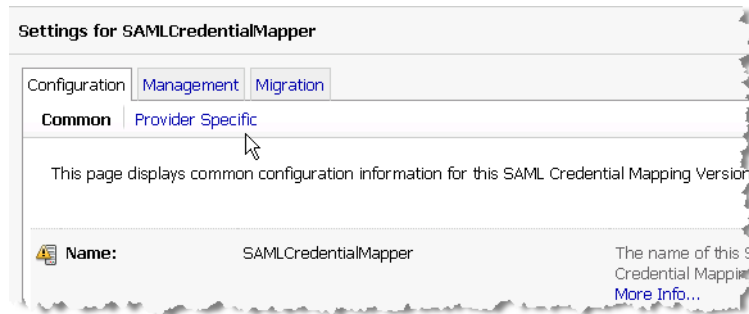 Settings for SAMLCredentialMapper
Configuration Management Migration
Common Provider Specific
This page displays common configuration information for this SAML Credential Mapping Version
Name: SAMLCredentialMapper The name of this
Credential Mapping
More Info...